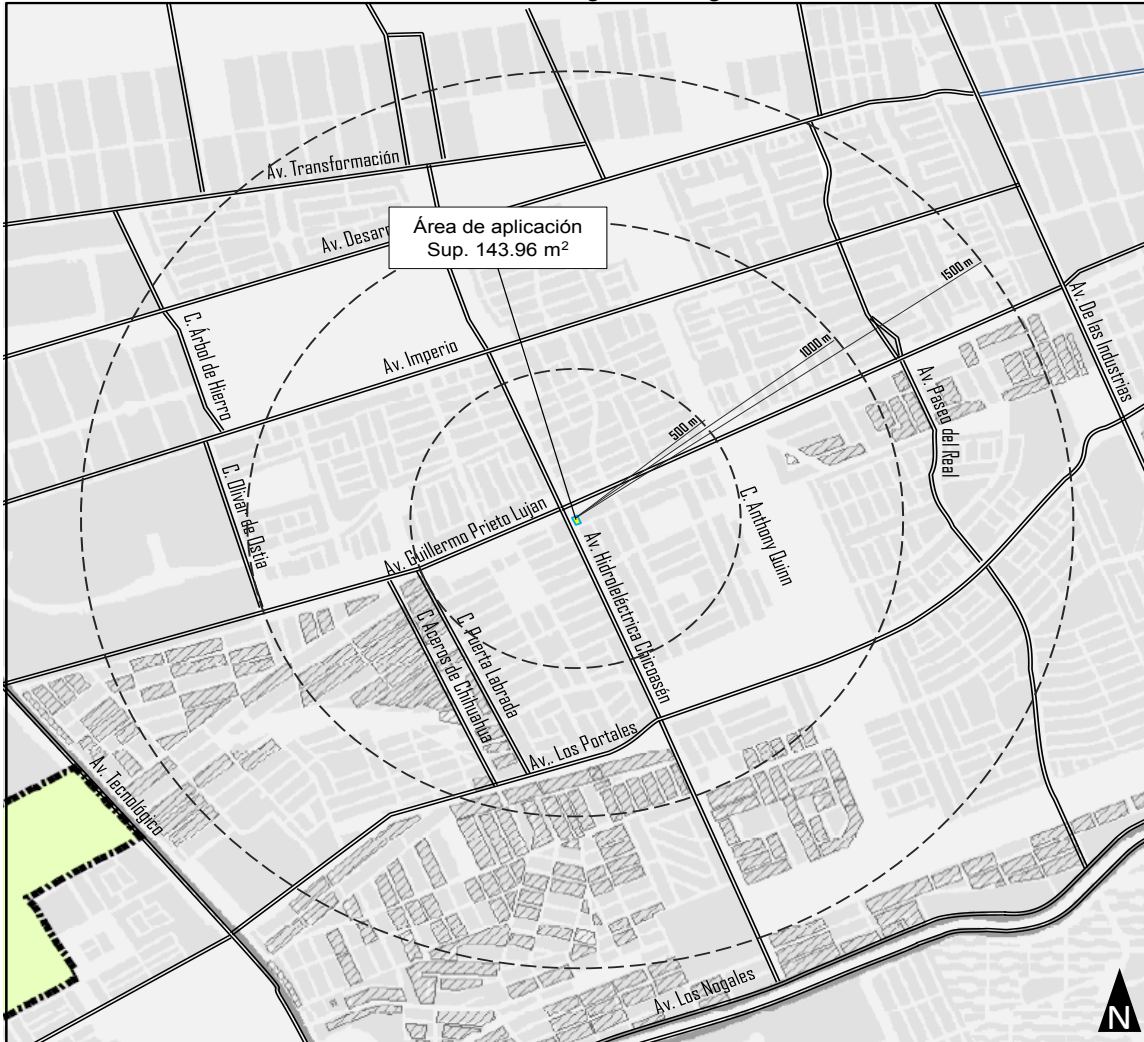 Av. Transformación
Área de aplicación
Sup. 143.96 m²
Av. Desarr
1500 m
Av. De las Industrias
C. Árbol de Hierro
Av. Imperio
1000 m
Av. Paseo del Real
500 m
C. Olivar de Ostia
C. Anthony Quinn
Av. Guillermo Prieto Lujan
Av. Hidroleléctrica Chicoasén
C. Puerta Labrada
C Aceros de Chihuahua
Av,. Los Portales
Av. Tecnológico
Av. Los Nogales
N